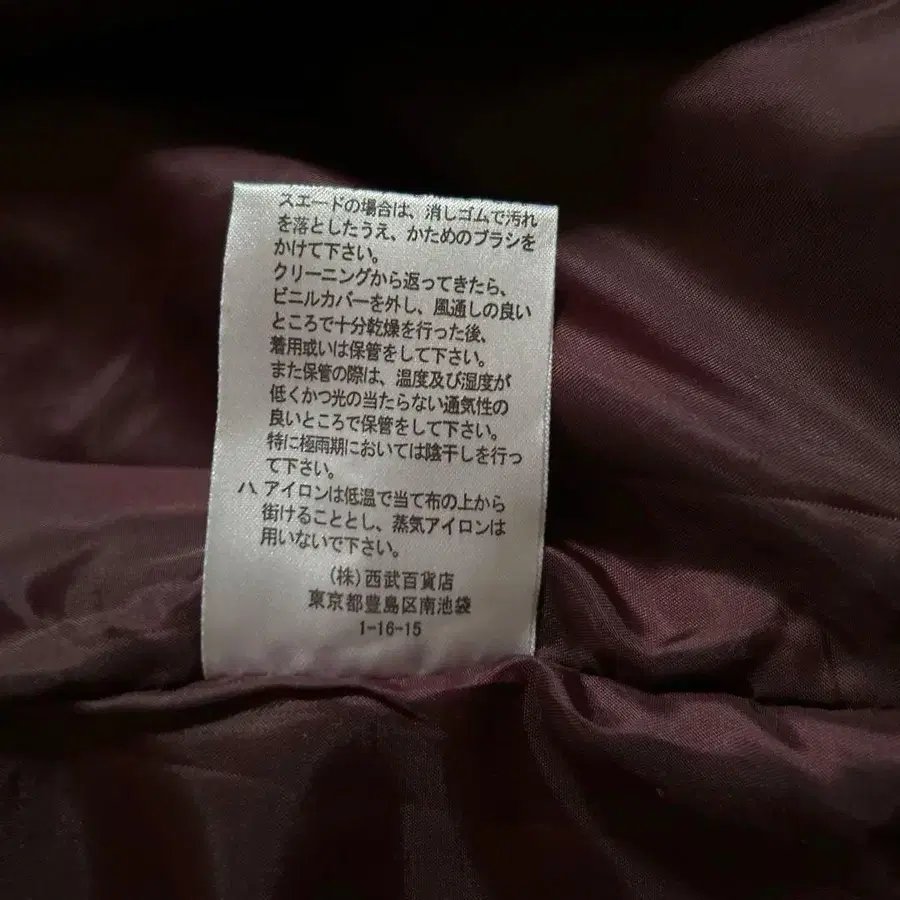 スエードの場合は、消しゴムで汚れ
を落としたうえ、かためのブラシを
かけて下さい。
クリーニングから返ってきたら、
ビニルカバーを外し、風通しの良い
ところで十分乾燥を行った後、
着用或いは保管をして下さい。
また保管の際は、温度及び湿度が
低くかつ光の当たらない通気性の
良いところで保管をして下さい。
特に極雨期においては陰干しを行っ
て下さい。
ハ、アイロンは低温で当て布の上から
街けることとし、蒸気アイロンは
用いないで下さい。
(株)西武百貨店
東京都豊島区南池袋
1-16-15